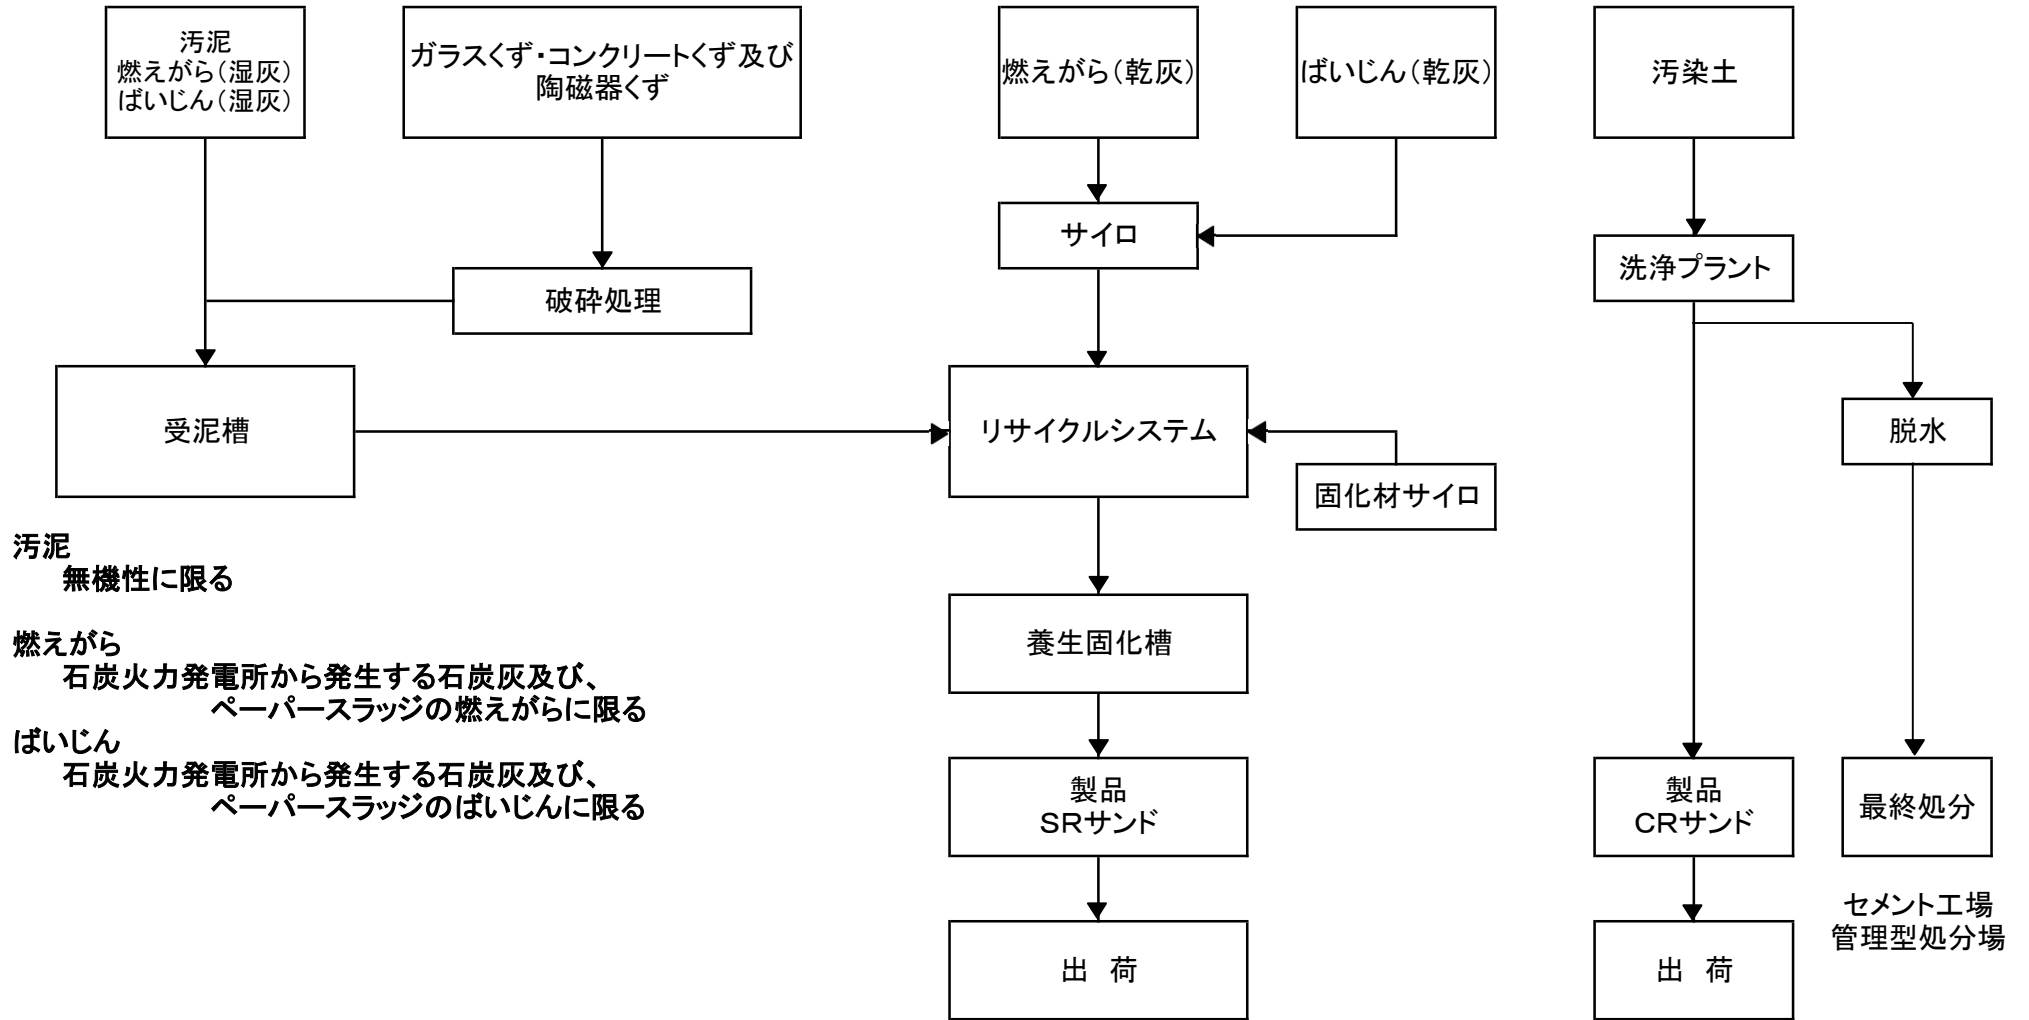 汚泥
燃えがら（湿灰）
ばいじん（湿灰）
ガラスくず・コンクリートくず及び
陶磁器くず
燃えがら（乾灰）
ばいじん（乾灰）
汚染土
サイロ
洗浄プラント
破砕処理
受泥槽
リサイクルシステム
脱水
固化材サイロ
汚泥
無機性に限る
燃えがら
石炭火力発電所から発生する石炭灰及び、
ペーパースラッジの燃えがらに限る
ばいじん
石炭火力発電所から発生する石炭灰及び、
ペーパースラッジのばいじんに限る
養生固化槽
製品
SRサンド
製品
CRサンド
最終処分
セメント工場
管理型処分場
出　荷
出　荷